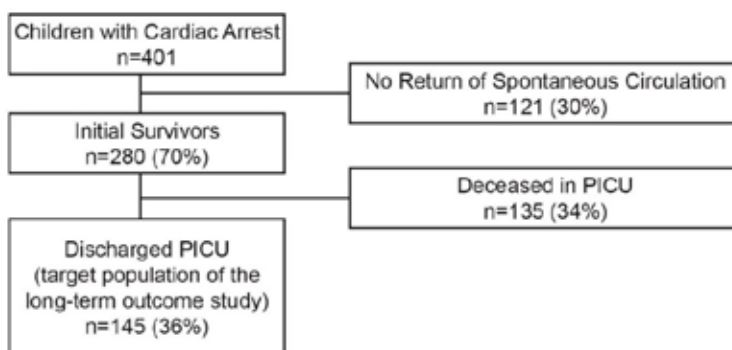 Children with Cardiac Arrest
n=401
No Return of Spontaneous Circulation
n=121 (30%)
Initial Survivors
n=280 (70%)
Deceased in PICU
n=135 (34%)
Discharged PICU
(target population of the
long-term outcome study)
n=145 (36%)